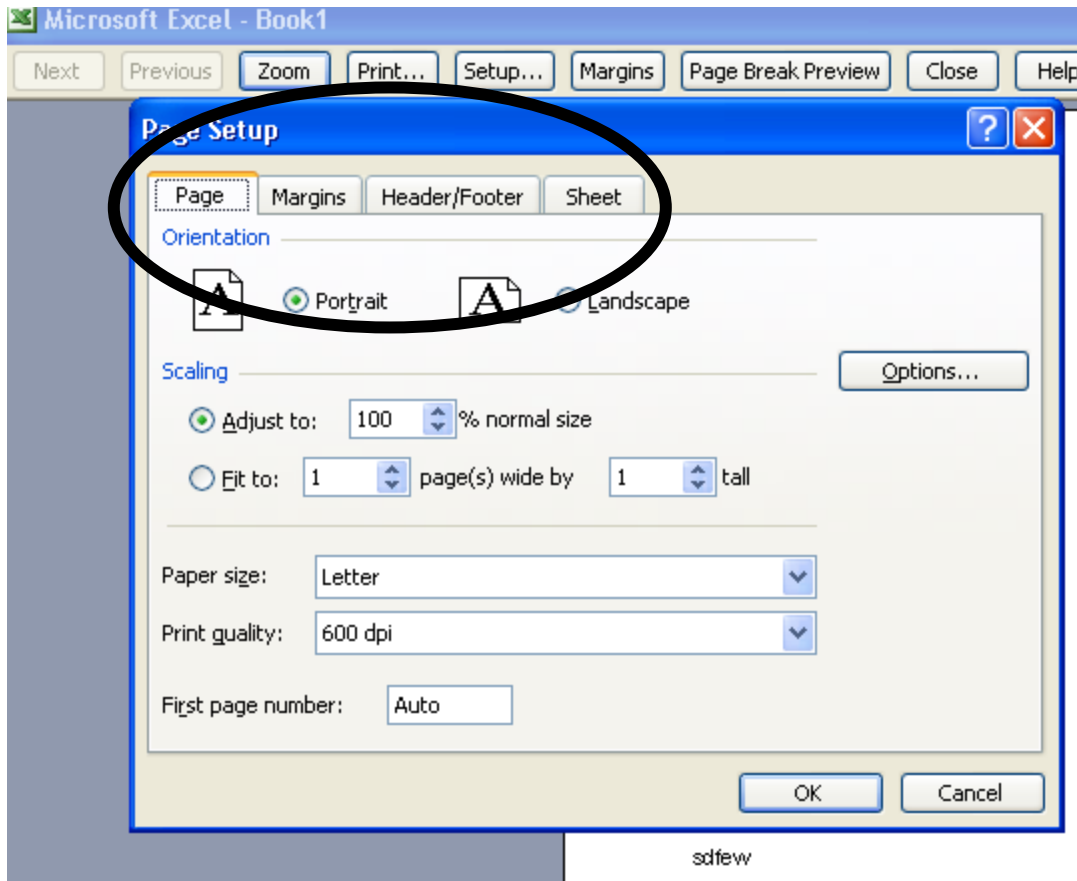 Microsoft Excel - Book1
Next Previous Zoom Print... Setup... Margins Page Break Preview Close Help
Page Setup
Page Margins Header/Footer Sheet
Orientation
A Portrait A Landscape
Scaling
Options...
Adjust to: 100 % normal size
Fit to: 1 page(s) wide by 1 tall
Paper size: Letter
Print quality: 600 dpi
First page number: Auto
OK Cancel
sdfew